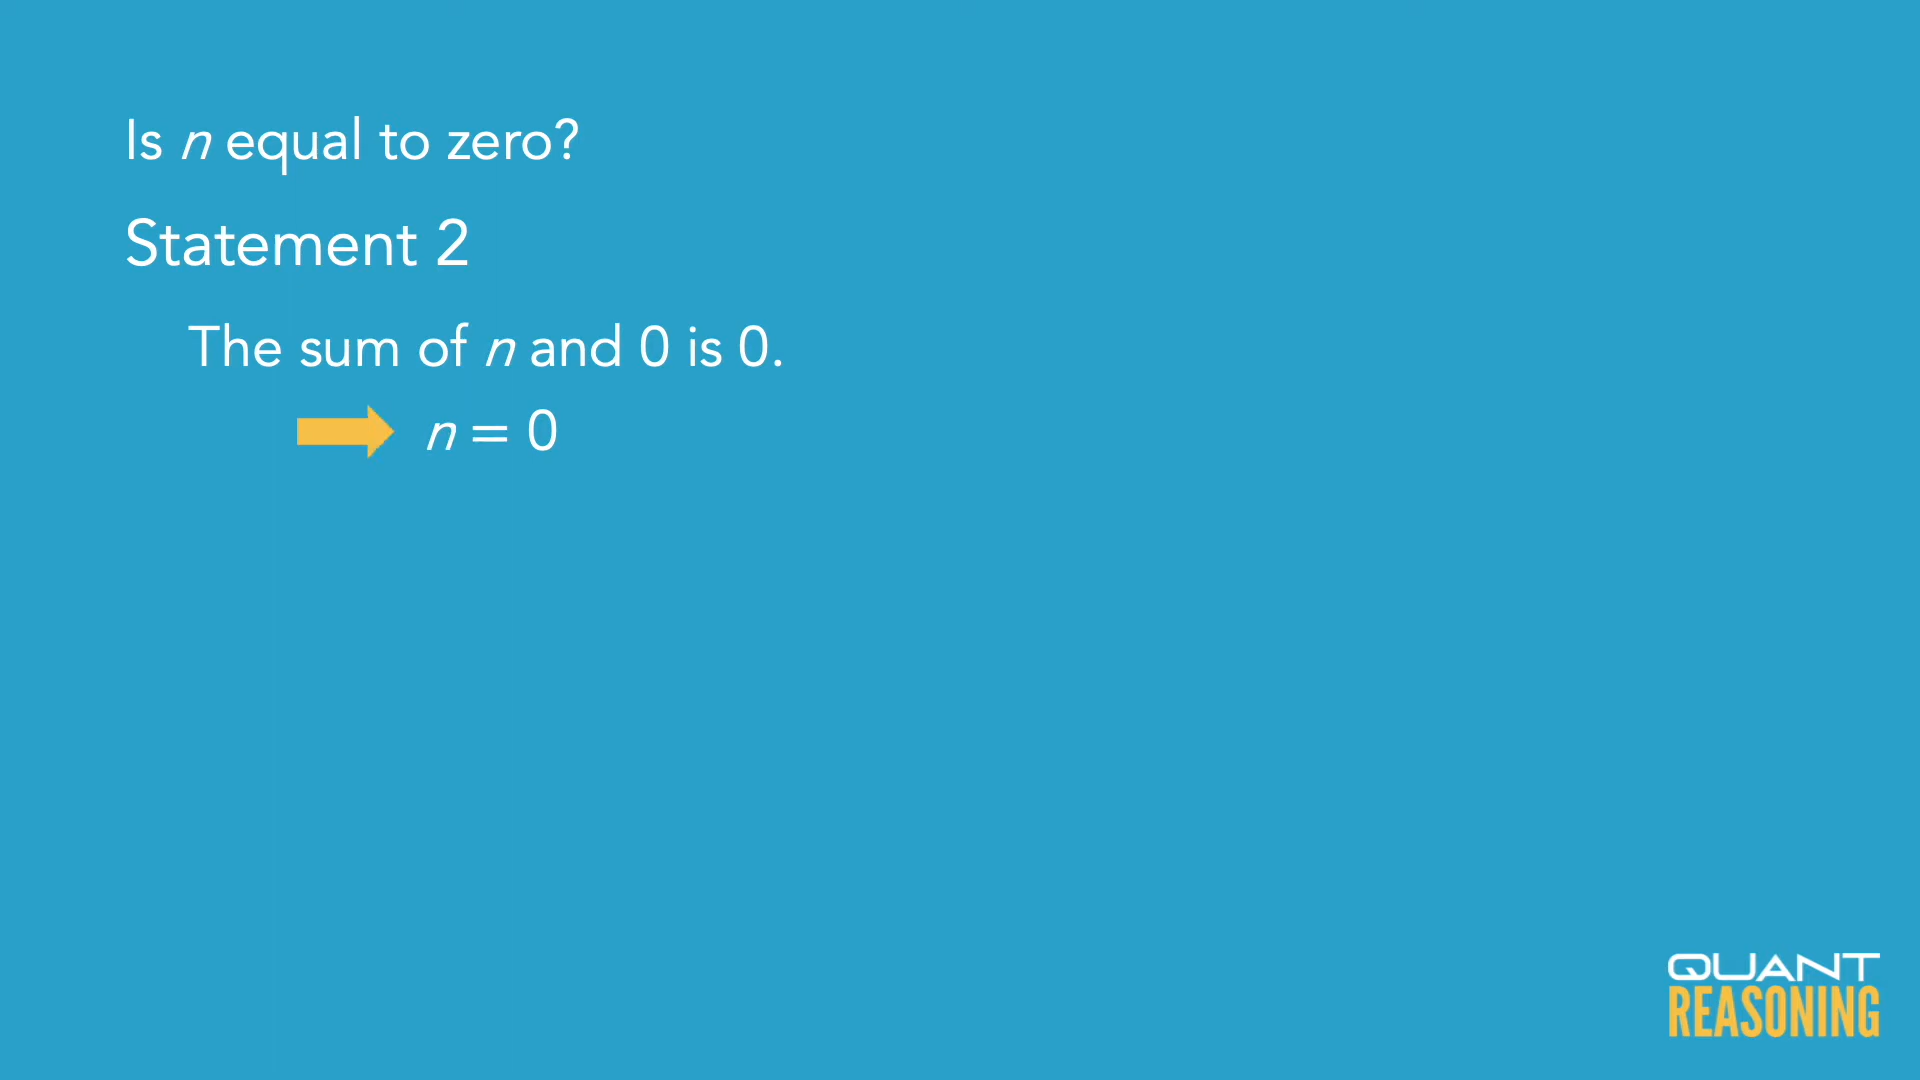 Is n equal to zero?
Statement 2
The sum of n and 0 is 0.
n = 0
QUANT
REASONING